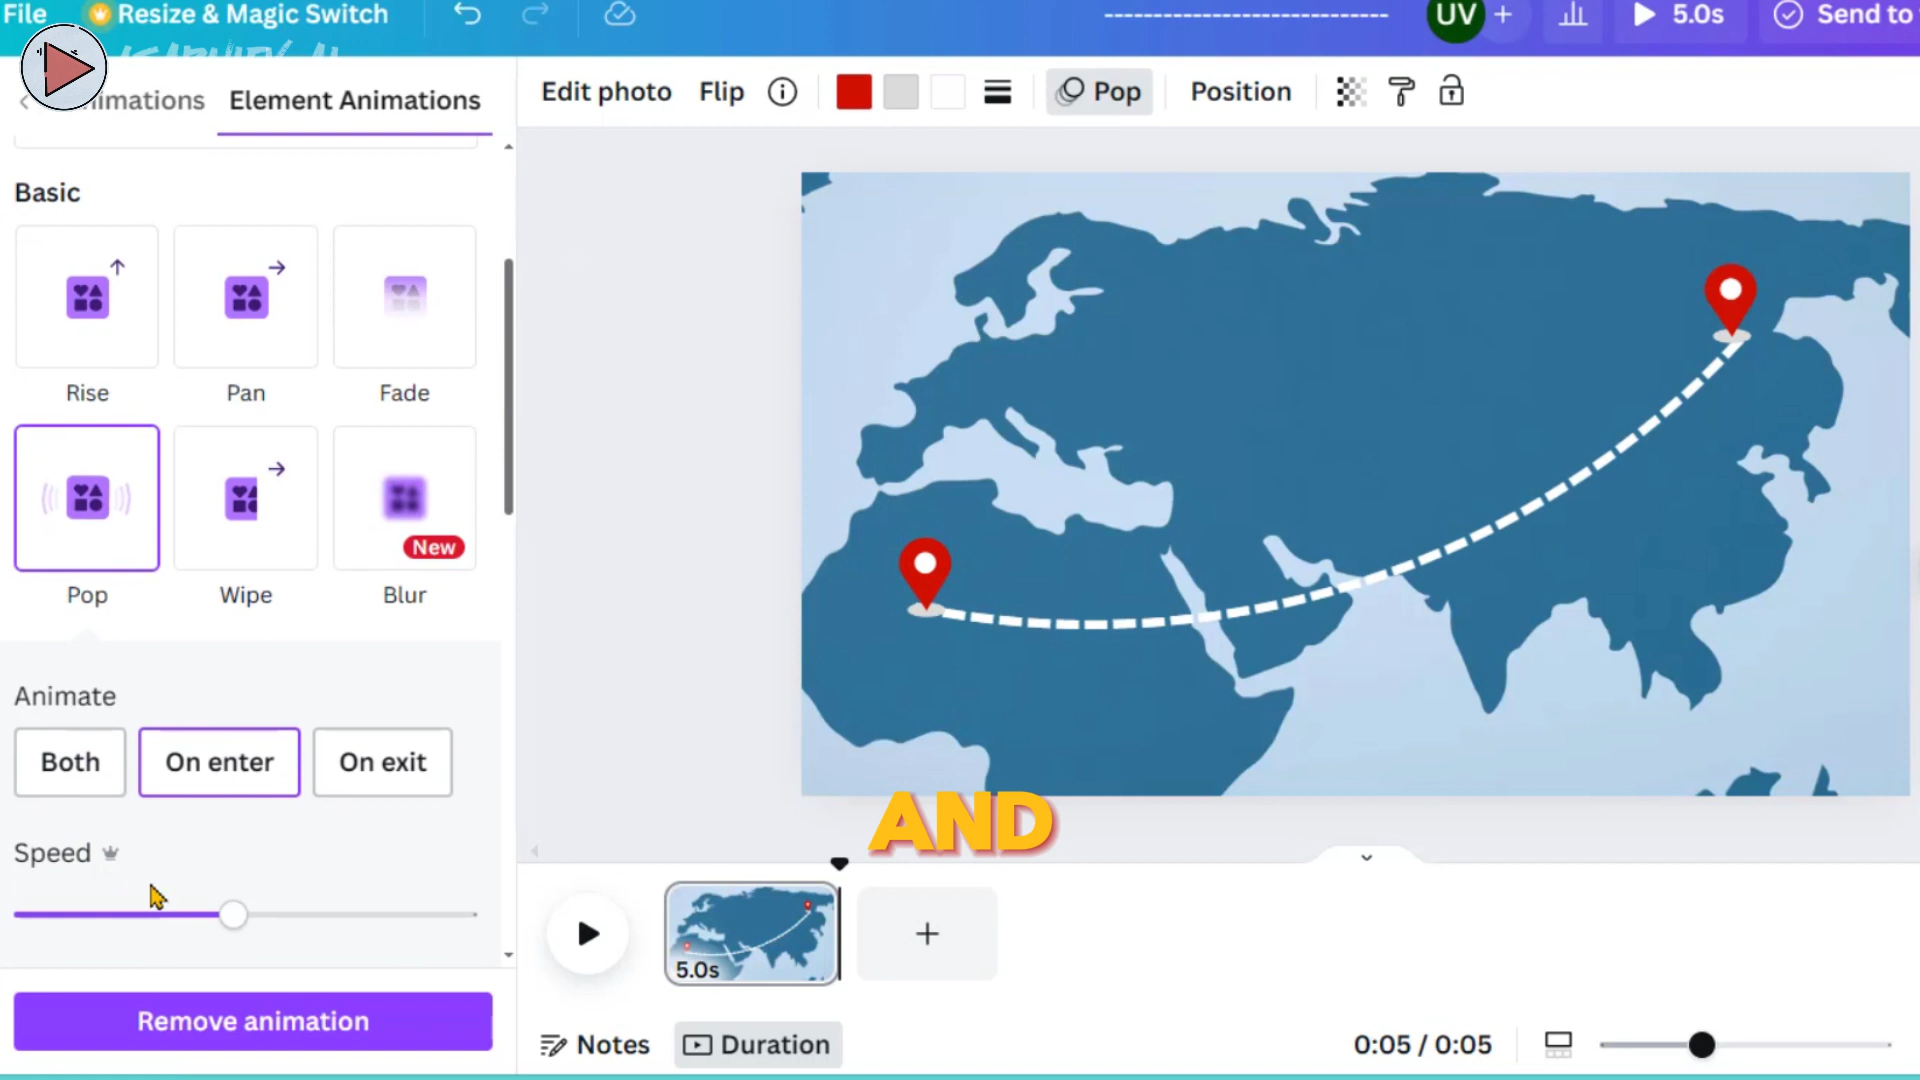 File
Resize & Magic Switch
UV
5.0s
Send to
Element Animations
Edit photo
Flip
Pop
Position
Basic
Rise
Pan
Fade
New
Pop
Wipe
Blur
Animate
Both
On enter
On exit
AND
Speed
5.0s
Remove animation
Notes
Duration
0:05 / 0:05